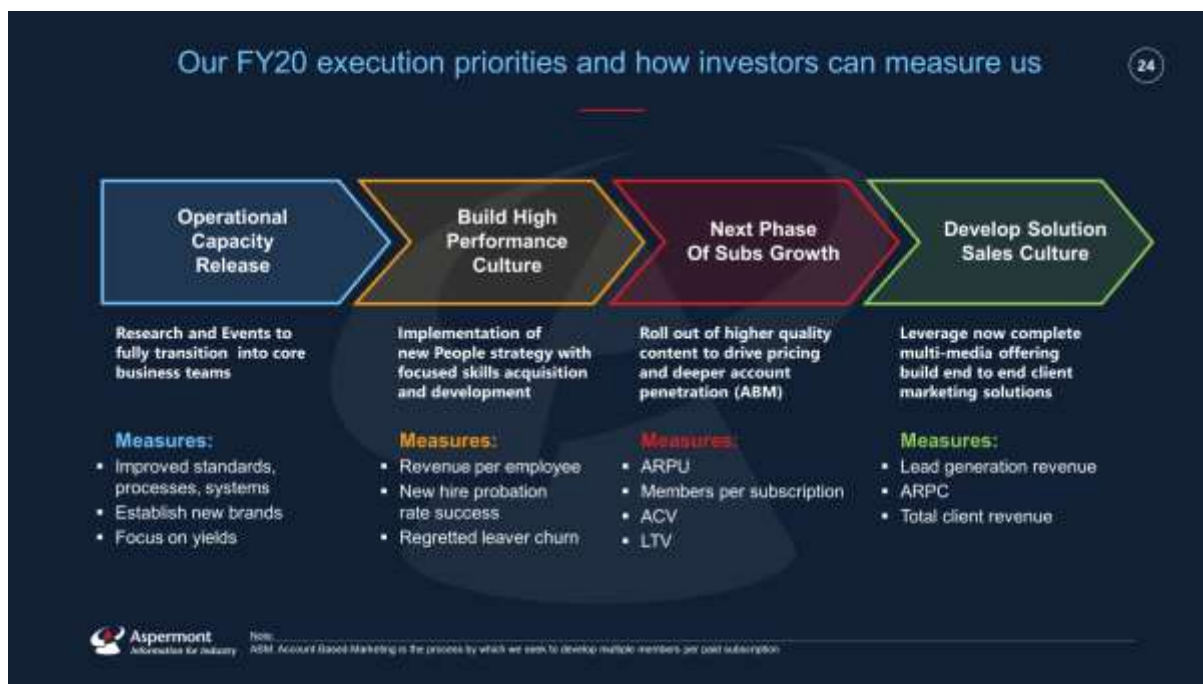 Our FY20 execution priorities and how investors can measure us
24
Operational
Capacity
Release
Build High
Performance
Culture
Next Phase
Of Subs Growth
Develop Solution
Sales Culture
Research and Events to
fully transition into core
business teams
Implementation of
new People strategy with
focused skills acquisition
and development
Roll out of higher quality
content to drive pricing
and deeper account
penetration (ABM)
Leverage now complete
multi-media offering
build end to end client
marketing solutions
Measures:
▪ Improved standards,
processes, systems
▪ Establish new brands
▪ Focus on yields
Measures:
▪ Revenue per employee
▪ New hire probation
rate success
▪ Regretted leaver churn
Measures:
▪ ARPU
▪ Members per subscription
▪ ACV
▪ LTV
Measures:
▪ Lead generation revenue
▪ ARPC
▪ Total client revenue
Aspermont
Information for Industry
Note:
ABM: Account Based Marketing is the process by which we seek to develop multiple members per paid subscription